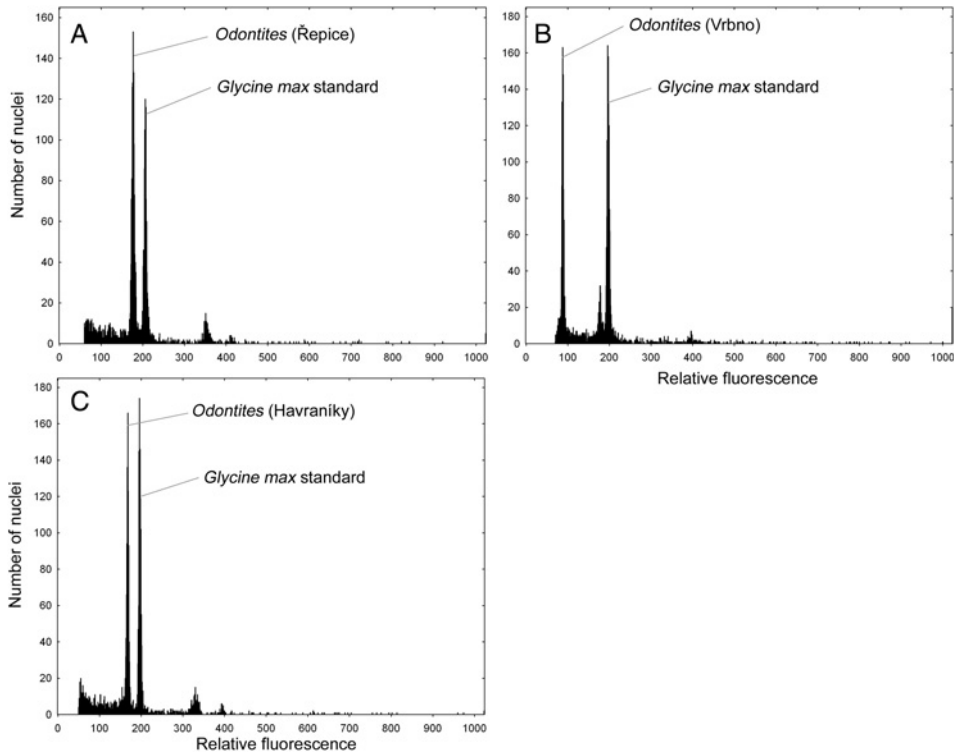 A
Odontites (Řepice)
Glycine max standard
Number of nuclei
160
140
120
100
80
60
40
20
0
0 100 200 300 400 500 600 700 800 900 1000
B
Odontites (Vrbno)
Glycine max standard
180
160
140
120
100
80
60
40
20
0
0 100 200 300 400 500 600 700 800 900 1000
Relative fluorescence
C
Odontites (Havraníky)
Glycine max standard
Number of nuclei
180
160
140
120
100
80
60
40
20
0
0 100 200 300 400 500 600 700 800 900 1000
Relative fluorescence